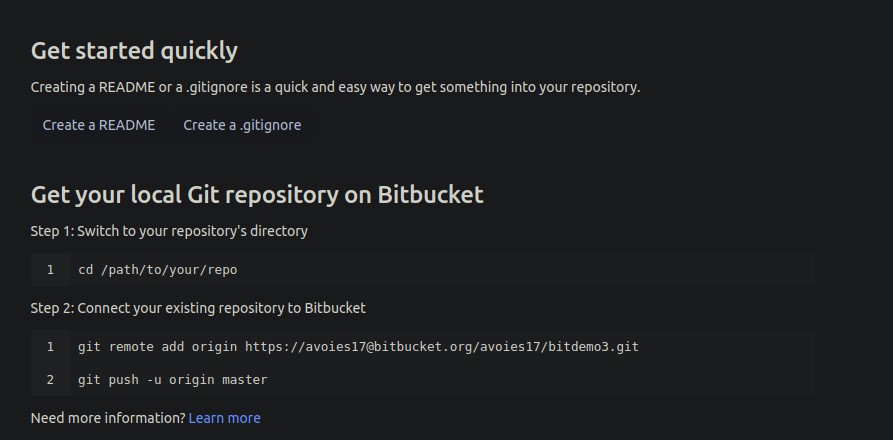 Get started quickly
Creating a README or a .gitignore is a quick and easy way to get something into your repository.
Create a README Create a .gitignore
Get your local Git repository on Bitbucket
Step 1: Switch to your repository's directory
1 cd /path/to/your/repo
Step 2: Connect your existing repository to Bitbucket
1 git remote add origin https://avoies17@bitbucket.org/avoies17/bitdemo3.git
2 git push -u origin master
Need more information? Learn more